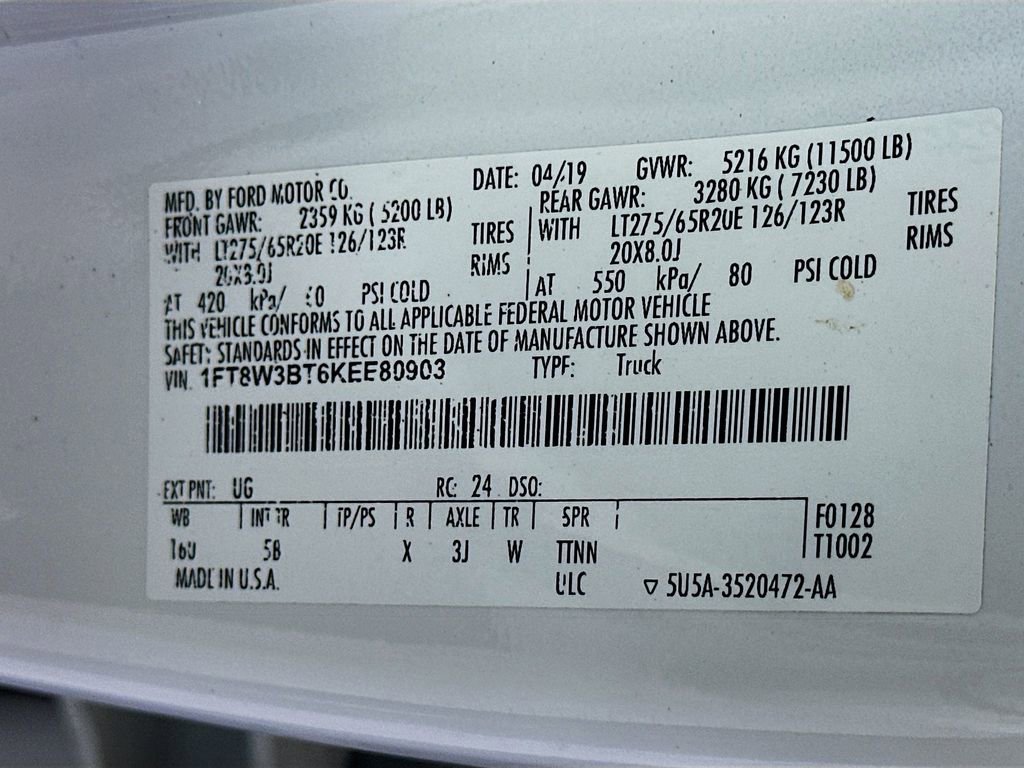 MFD. BY FORD MOTOR CO. DATE: 04/19 GVWR: 5216 KG (11500 LB)
FRONT GAWR: 2359 KG ( 5200 LB) REAR GAWR: 3280 KG ( 7230 LB)
WITH LT275/65R20E 126/123R TIRES WITH LT275/65R20E 126/123R TIRES
20X8.0J RIMS 20X8.0J RIMS
AT 420 kPa/ PSI COLD AT 550 kPa/ 80 PSI COLD
THIS VEHICLE CONFORMS TO ALL APPLICABLE FEDERAL MOTOR VEHICLE
SAFETY STANDARDS IN EFFECT ON THE DATE OF MANUFACTURE SHOWN ABOVE.
VIN: 1FT8W3BT6KEE80903 TYPE: Truck
EXT PNT: UG RC: 24 DSO:
WB INT TR TP/PS R AXLE TR SPR F0128
160 5B X 3J W TTNN T1002
MADE IN U.S.A. ULC ▽ 5U5A-3520472-AA